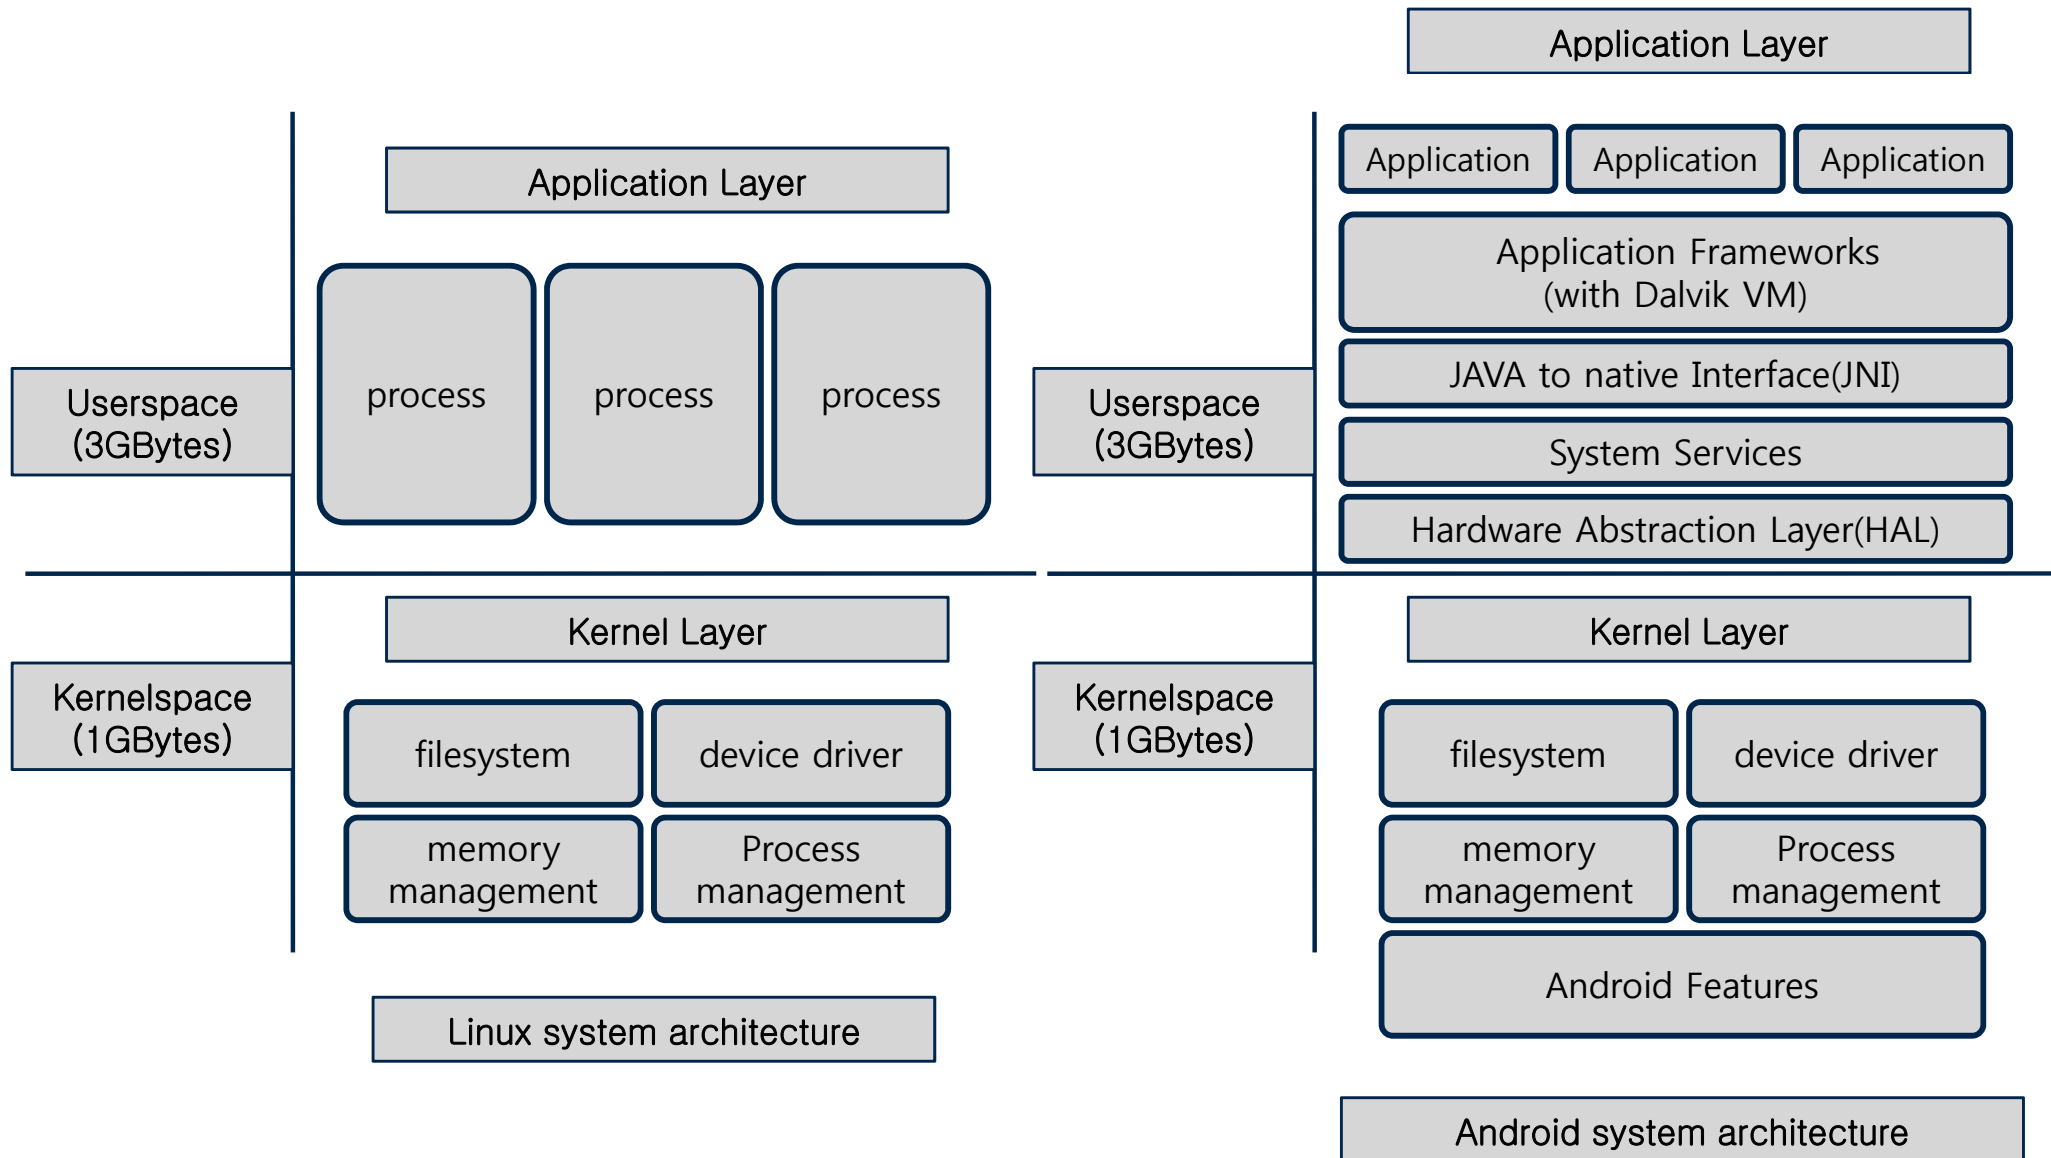 Application Layer
process
process
process
Userspace
(3GBytes)
Kernel Layer
Kernelspace
(1GBytes)
filesystem
device driver
memory
management
Process
management
Linux system architecture
Application Layer
Application
Application
Application
Application Frameworks
(with Dalvik VM)
JAVA to native Interface(JNI)
System Services
Hardware Abstraction Layer(HAL)
Userspace
(3GBytes)
Kernel Layer
Kernelspace
(1GBytes)
filesystem
device driver
memory
management
Process
management
Android Features
Android system architecture